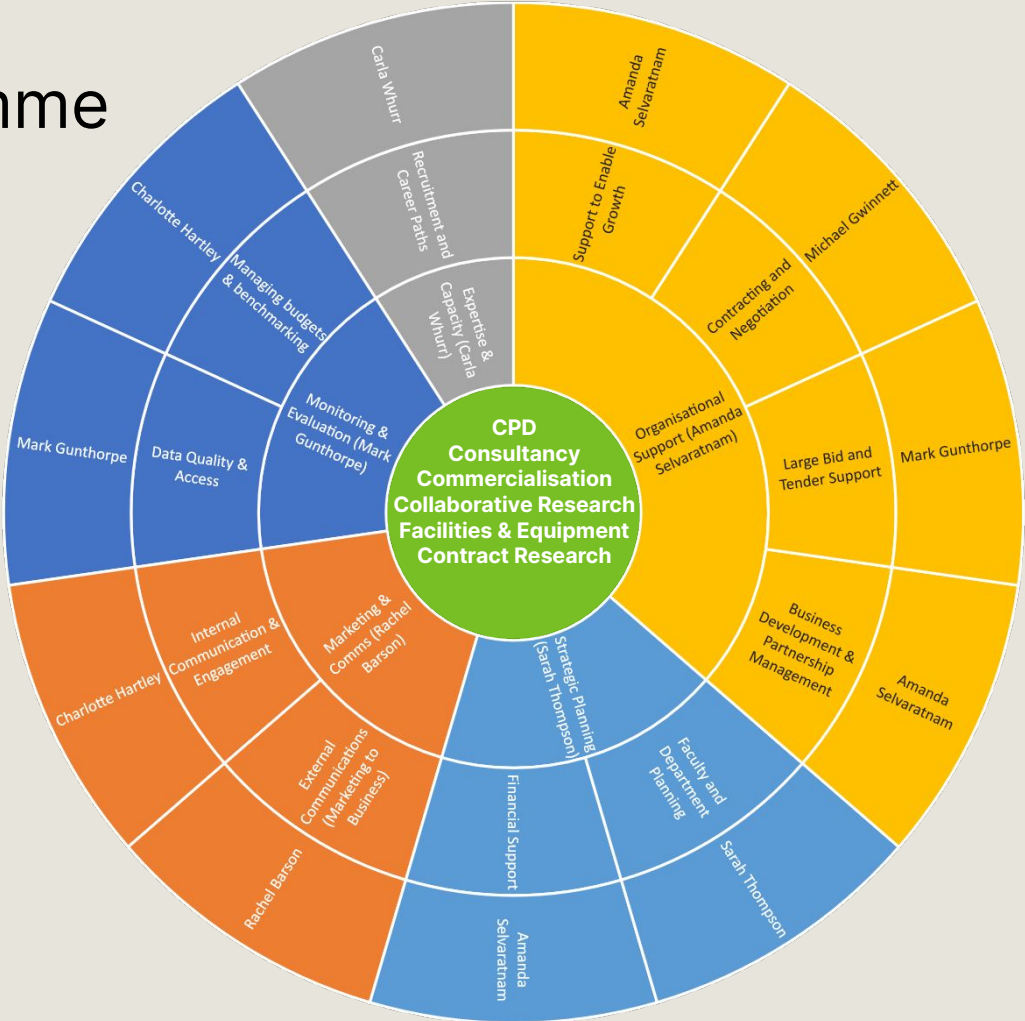 nme
CPD
Consultancy
Commercialisation
Collaborative Research
Facilities & Equipment
Contract Research
Organisational
Support (Amanda
Selvaratnam)
Support to Enable
Growth
Amanda
Selvaratnam
Contracting and
Negotiation
Michael Gwinnett
Large Bid and
Tender Support
Mark Gunthorpe
Business
Development &
Partnership
Management
Amanda
Selvaratnam
Strategic Planning
(Sarah Thompson)
Faculty and
Department
Planning
Sarah Thompson
Financial Support
Amanda
Selvaratnam
Marketing &
Comms (Rachel
Barson)
External
Communications
(Marketing to
Business)
Rachel Barson
Internal
Communication &
Engagement
Charlotte Hartley
Monitoring &
Evaluation (Mark
Gunthorpe)
Data Quality &
Access
Mark Gunthorpe
Managing budgets
& benchmarking
Charlotte Hartley
Expertise &
Capacity (Carla
Whurr)
Recruitment and
Career Paths
Carla Whurr